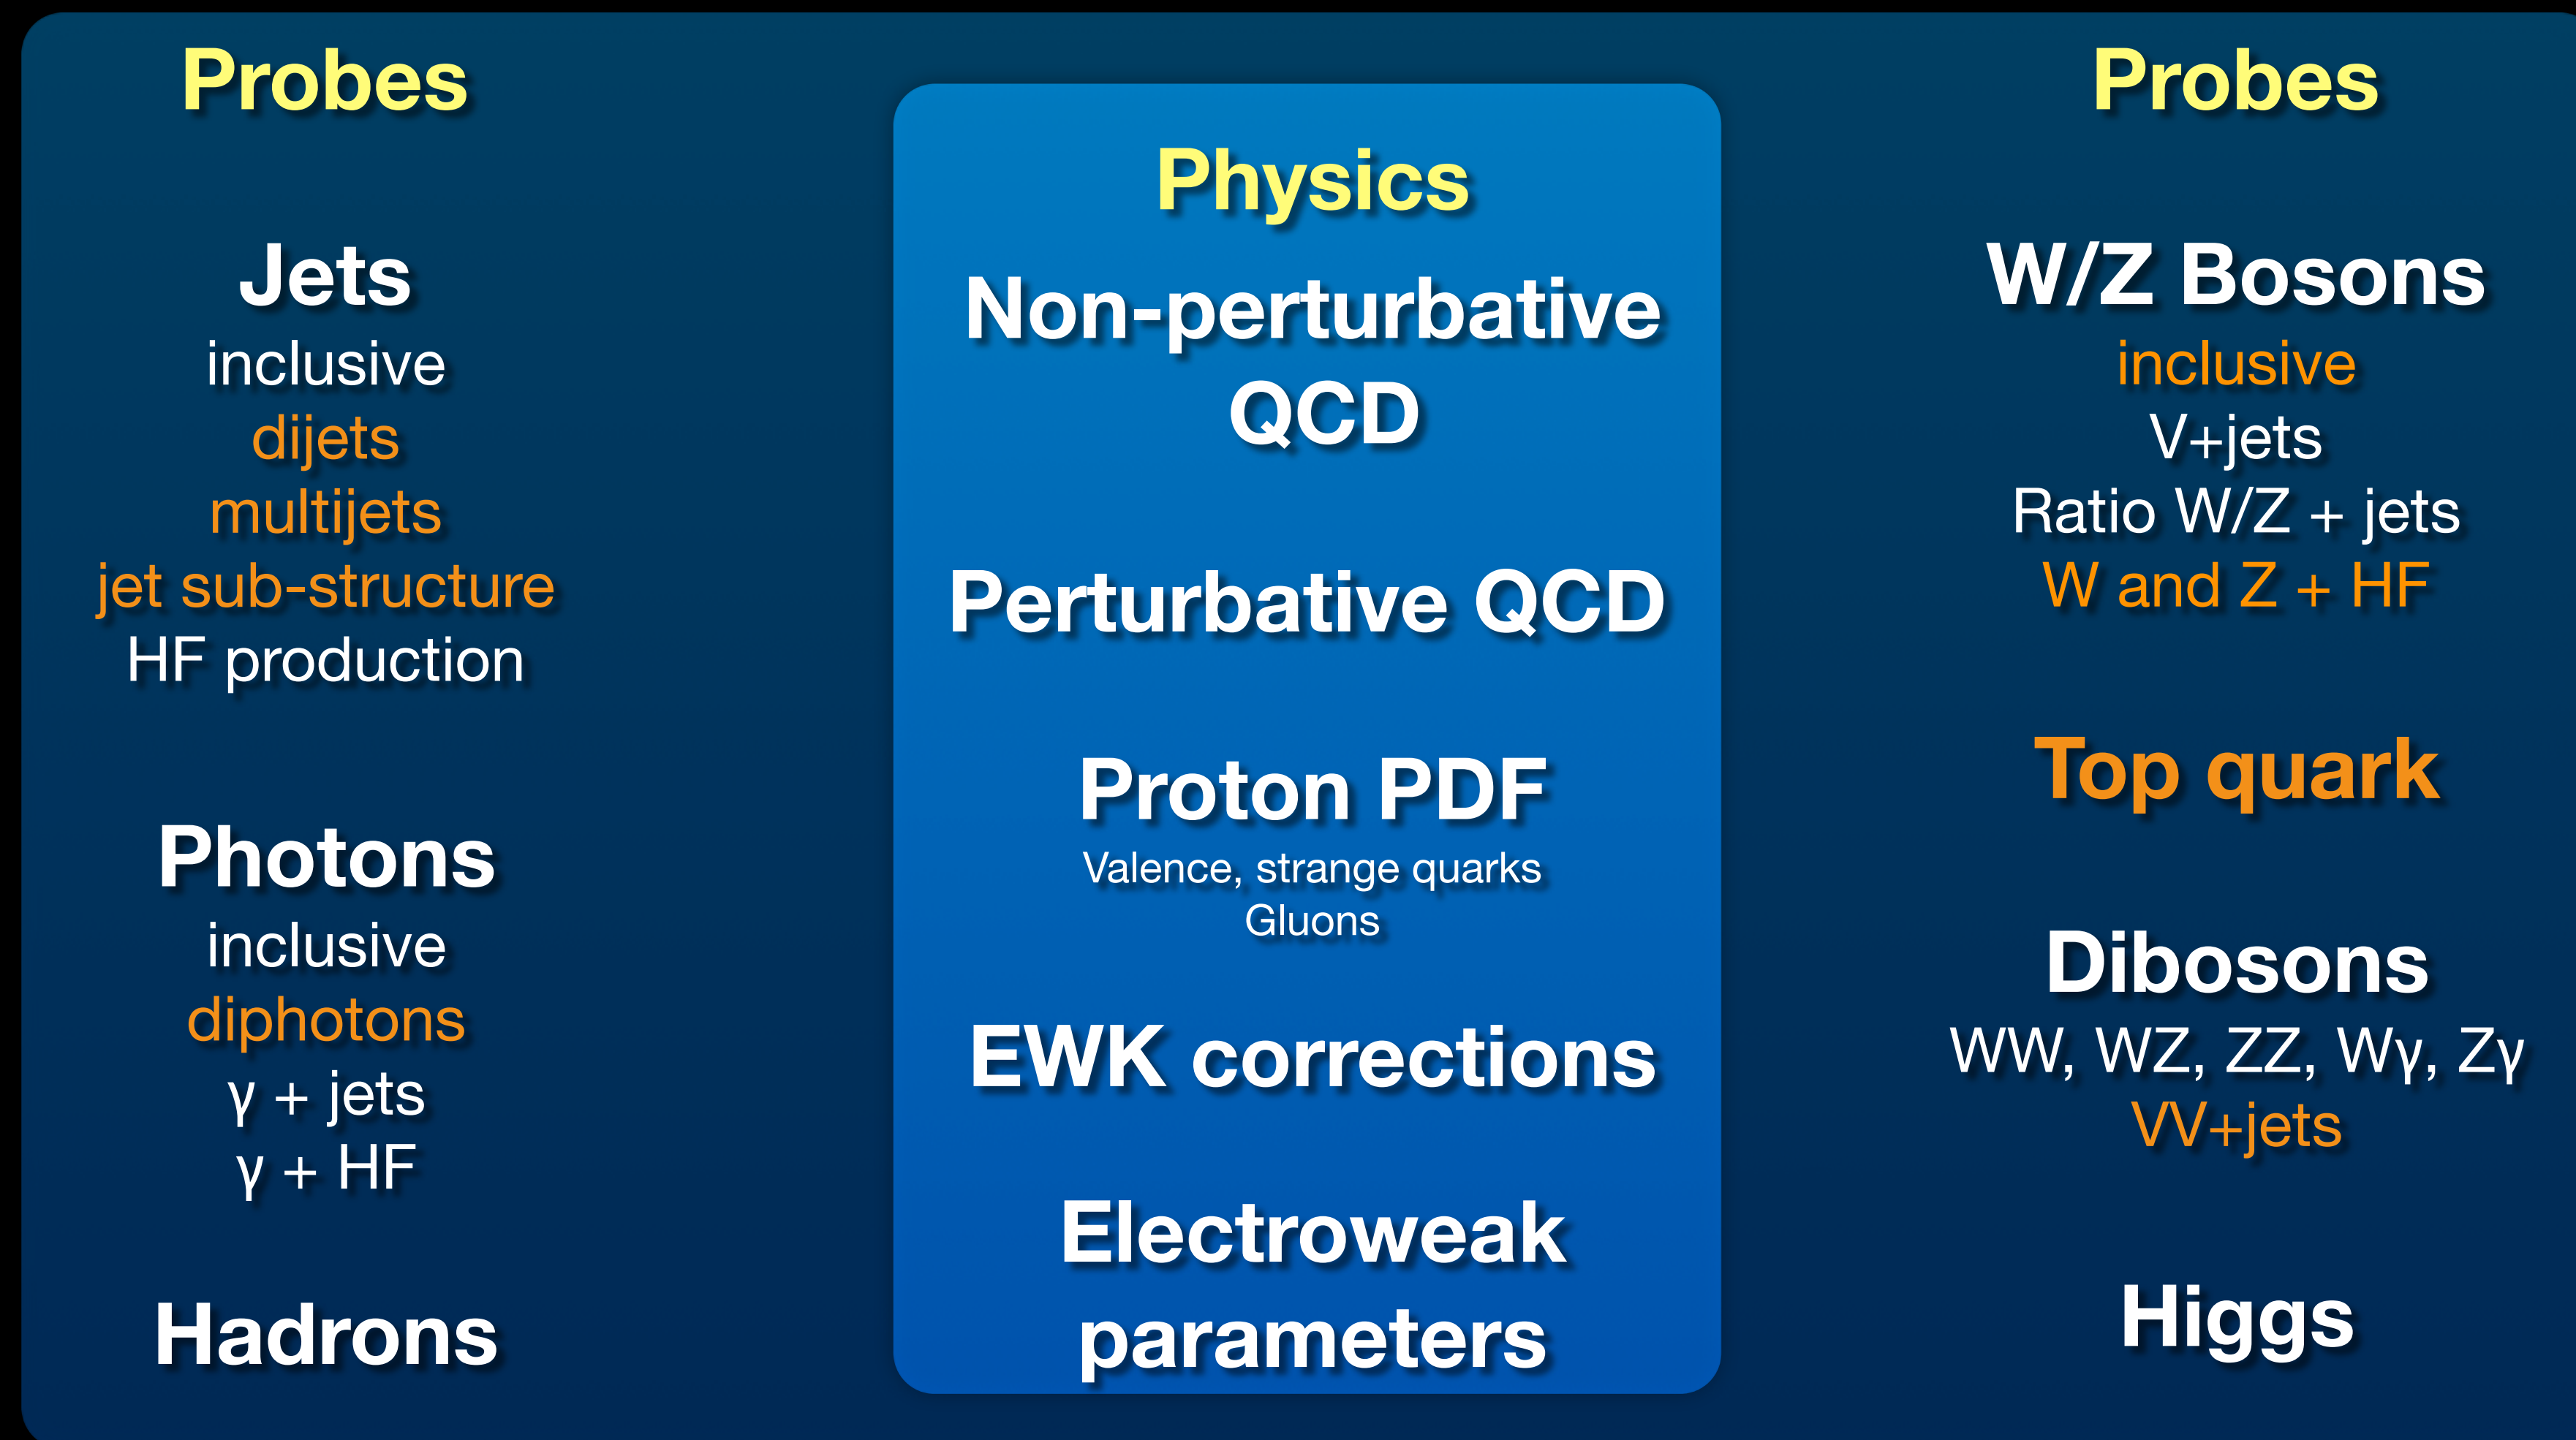 Probes
Jets
inclusive
dijets
multijets
jet sub-structure
HF production
Photons
inclusive
diphotons
γ + jets
γ + HF
Hadrons
Physics
Non-perturbative
QCD
Perturbative QCD
Proton PDF
Valence, strange quarks
Gluons
EWK corrections
Electroweak
parameters
Probes
W/Z Bosons
inclusive
V+jets
Ratio W/Z + jets
W and Z + HF
Top quark
Dibosons
WW, WZ, ZZ, Wγ, Zγ
VV+jets
Higgs